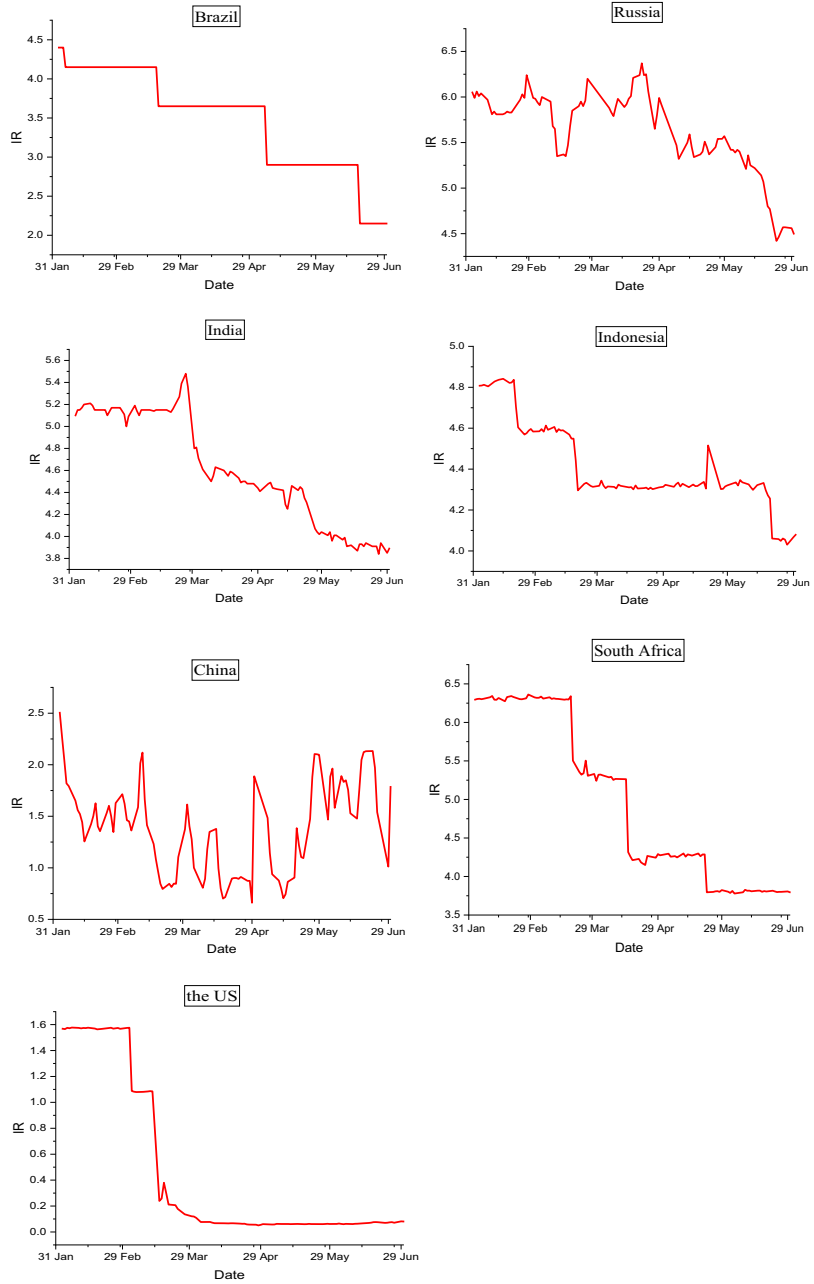 Brazil
4.5
4.0
3.5
3.0
2.5
2.0
IR
31 Jan 29 Feb 29 Mar 29 Apr 29 May 29 Jun
Date
Russia
6.5
6.0
5.5
5.0
4.5
IR
31 Jan 29 Feb 29 Mar 29 Apr 29 May 29 Jun
Date
India
5.6
5.4
5.2
5.0
4.8
4.6
4.4
4.2
4.0
3.8
IR
31 Jan 29 Feb 29 Mar 29 Apr 29 May 29 Jun
Date
Indonesia
5.0
4.8
4.6
4.4
4.2
4.0
IR
31 Jan 29 Feb 29 Mar 29 Apr 29 May 29 Jun
Date
China
2.5
2.0
1.5
1.0
0.5
IR
31 Jan 29 Feb 29 Mar 29 Apr 29 May 29 Jun
Date
South Africa
6.5
6.0
5.5
5.0
4.5
4.0
3.5
IR
31 Jan 29 Feb 29 Mar 29 Apr 29 May 29 Jun
Date
the US
1.6
1.4
1.2
1.0
0.8
0.6
0.4
0.2
0.0
IR
31 Jan 29 Feb 29 Mar 29 Apr 29 May 29 Jun
Date